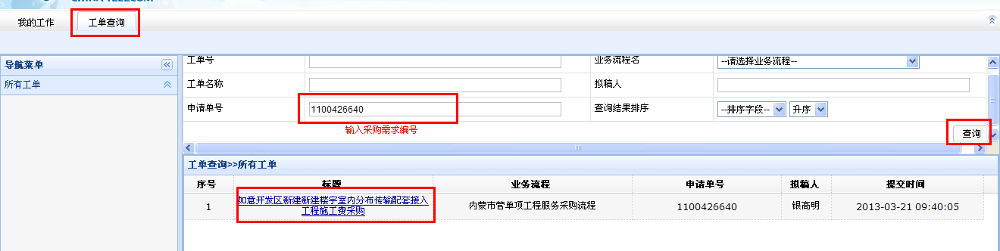 CHINA TELECOM
我的工作 工单查询
导航菜单
所有工单
工单号 业务流程名 --请选择业务流程--
工单名称 拟稿人
申请单号 1100426640 查询结果排序 --排序字段-- 升序
输入采购需求编号
查询
工单查询>>所有工单
序号 标题 业务流程 申请单号 拟稿人 提交时间
1 如意开发区新建新建楼宇室内分布传输配套接入 内蒙市管单项工程服务采购流程 1100426640 银高明 2013-03-21 09:40:05
工程施工费采购